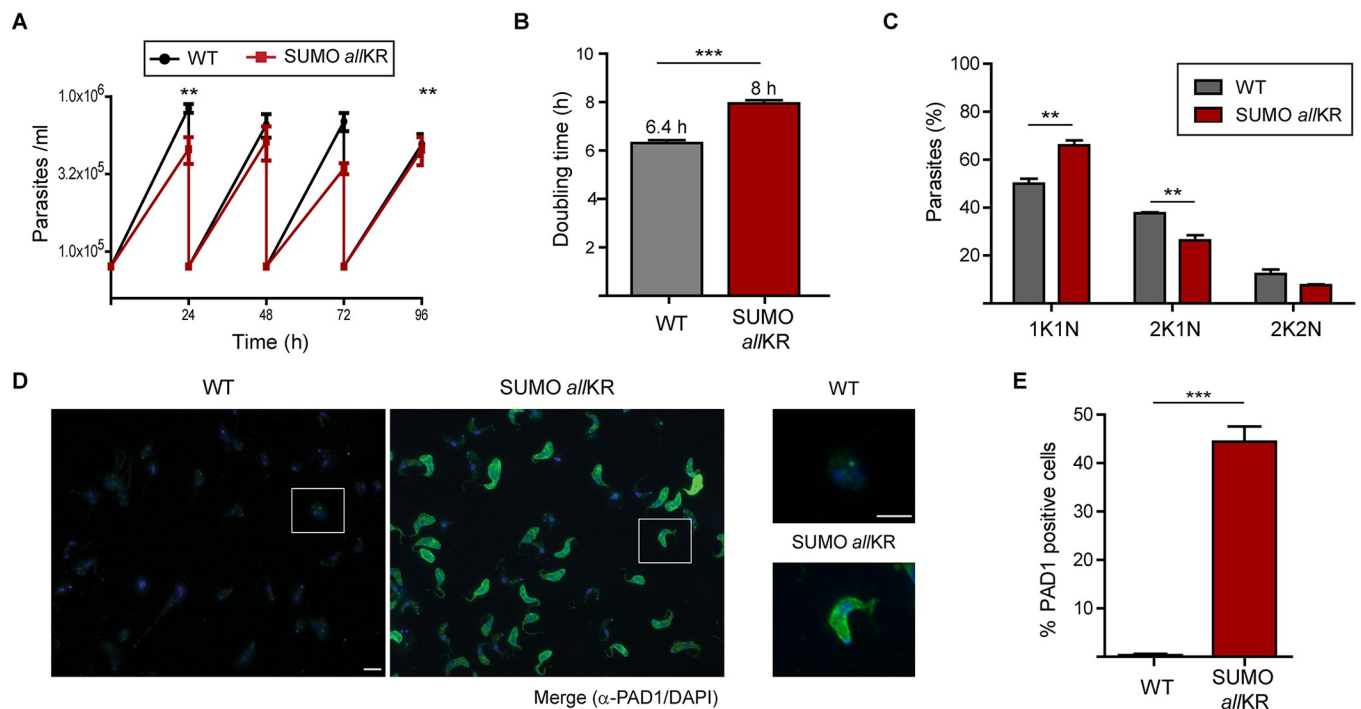 A
WT
SUMO allKR
Parasites /ml
1.0x10⁶
3.2x10⁵
1.0x10⁵
**
**
24
48
72
96
Time (h)
B
Doubling time (h)
10
8
6
4
2
***
6.4 h
8 h
WT
SUMO
allKR
C
WT
SUMO allKR
Parasites (%)
100
80
60
40
20
**
**
1K1N
2K1N
2K2N
D
WT
SUMO allKR
WT
SUMO allKR
Merge (α-PAD1/DAPI)
E
% PAD1 positive cells
50
40
30
20
10
***
WT
SUMO
allKR